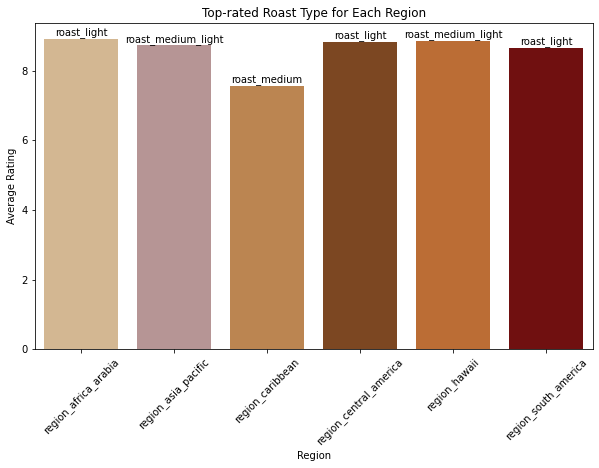 Top-rated Roast Type for Each Region
roast_light
roast_medium_light
roast_medium
roast_light
roast_medium_light
roast_light
Average Rating
8
6
4
2
0
region_africa_arabia
region_asia_pacific
region_caribbean
region_central_america
region_hawaii
region_south_america
Region